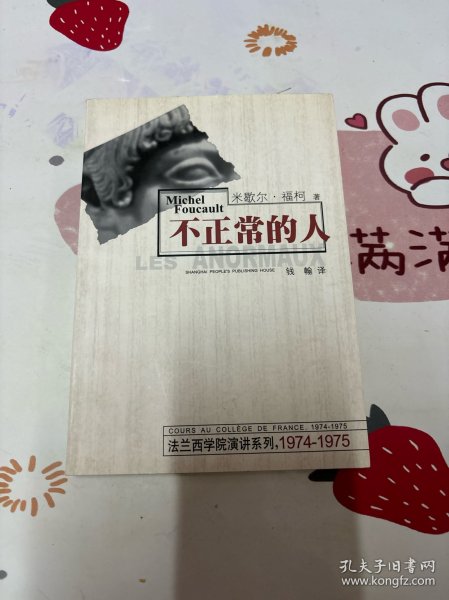 Michel
Foucault
米歇尔·福柯 著
不正常的人
LES ANORMAUX
SHANGHAI PEOPLE'S PUBLISHING HOUSE
钱翰 译
COURS AU COLLÈGE DE FRANCE, 1974-1975
法兰西学院演讲系列,1974-1975
满满
孔夫子旧书网
www.kongfz.com